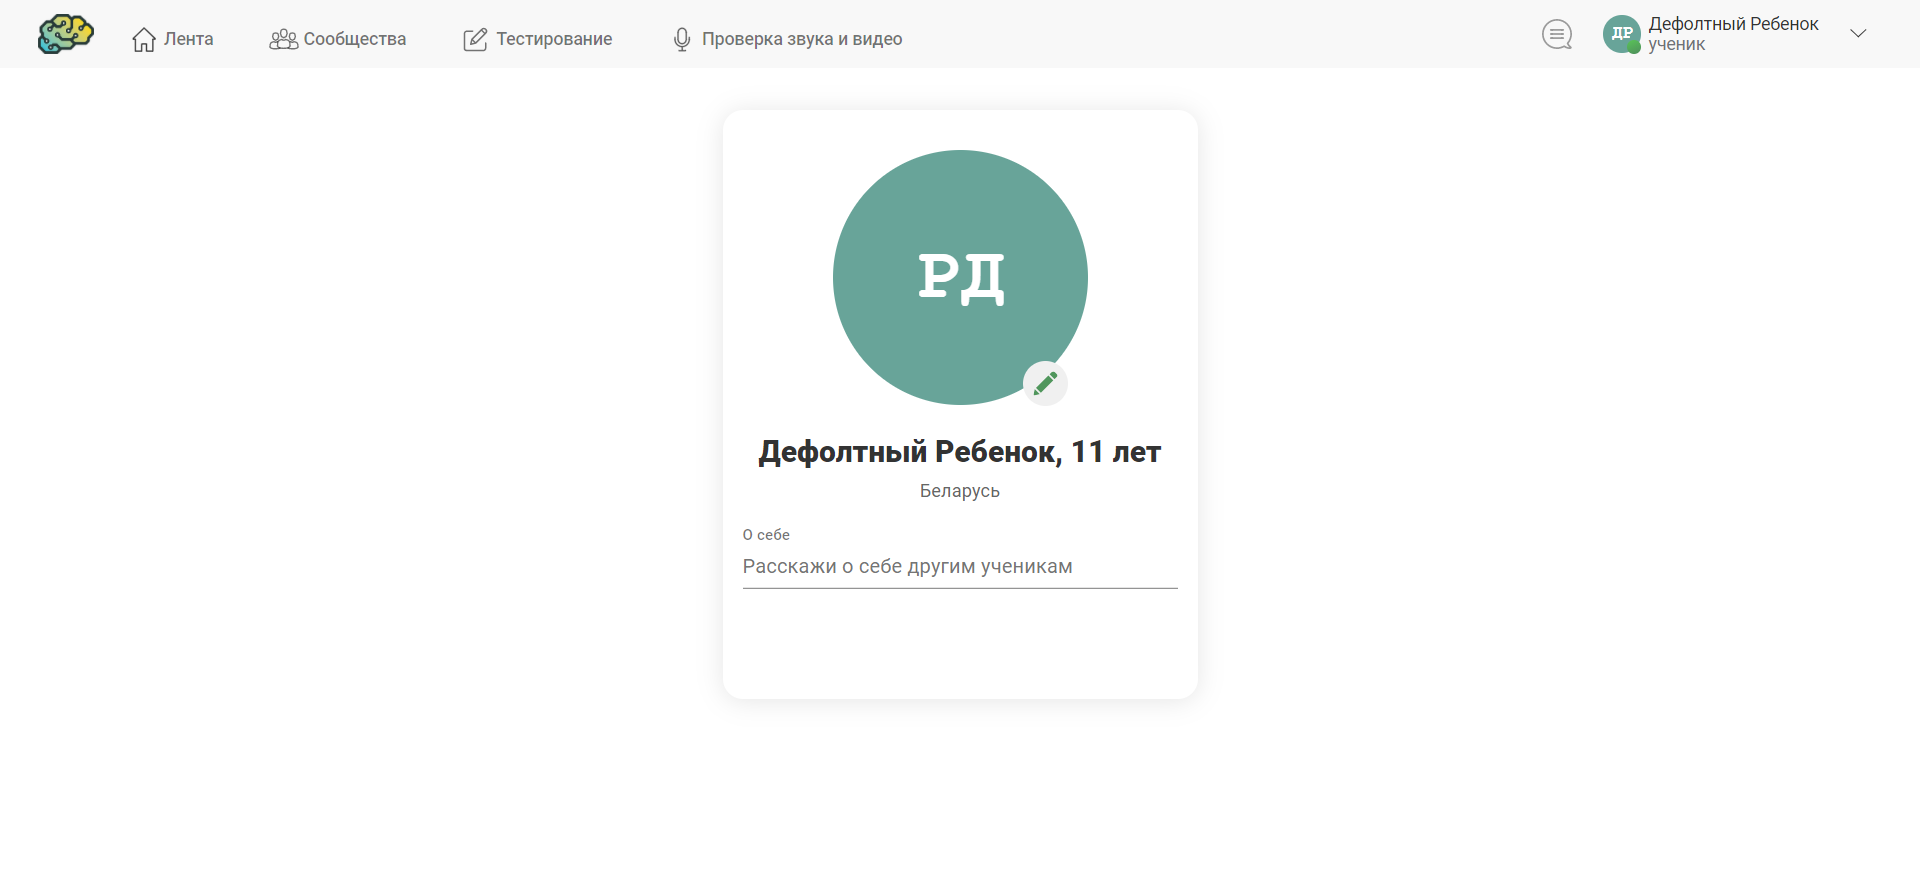 Лента
Сообщества
Тестирование
Проверка звука и видео
ДР
Дефолтный Ребенок
ученик
РД
Дефолтный Ребенок, 11 лет
Беларусь
О себе
Расскажи о себе другим ученикам